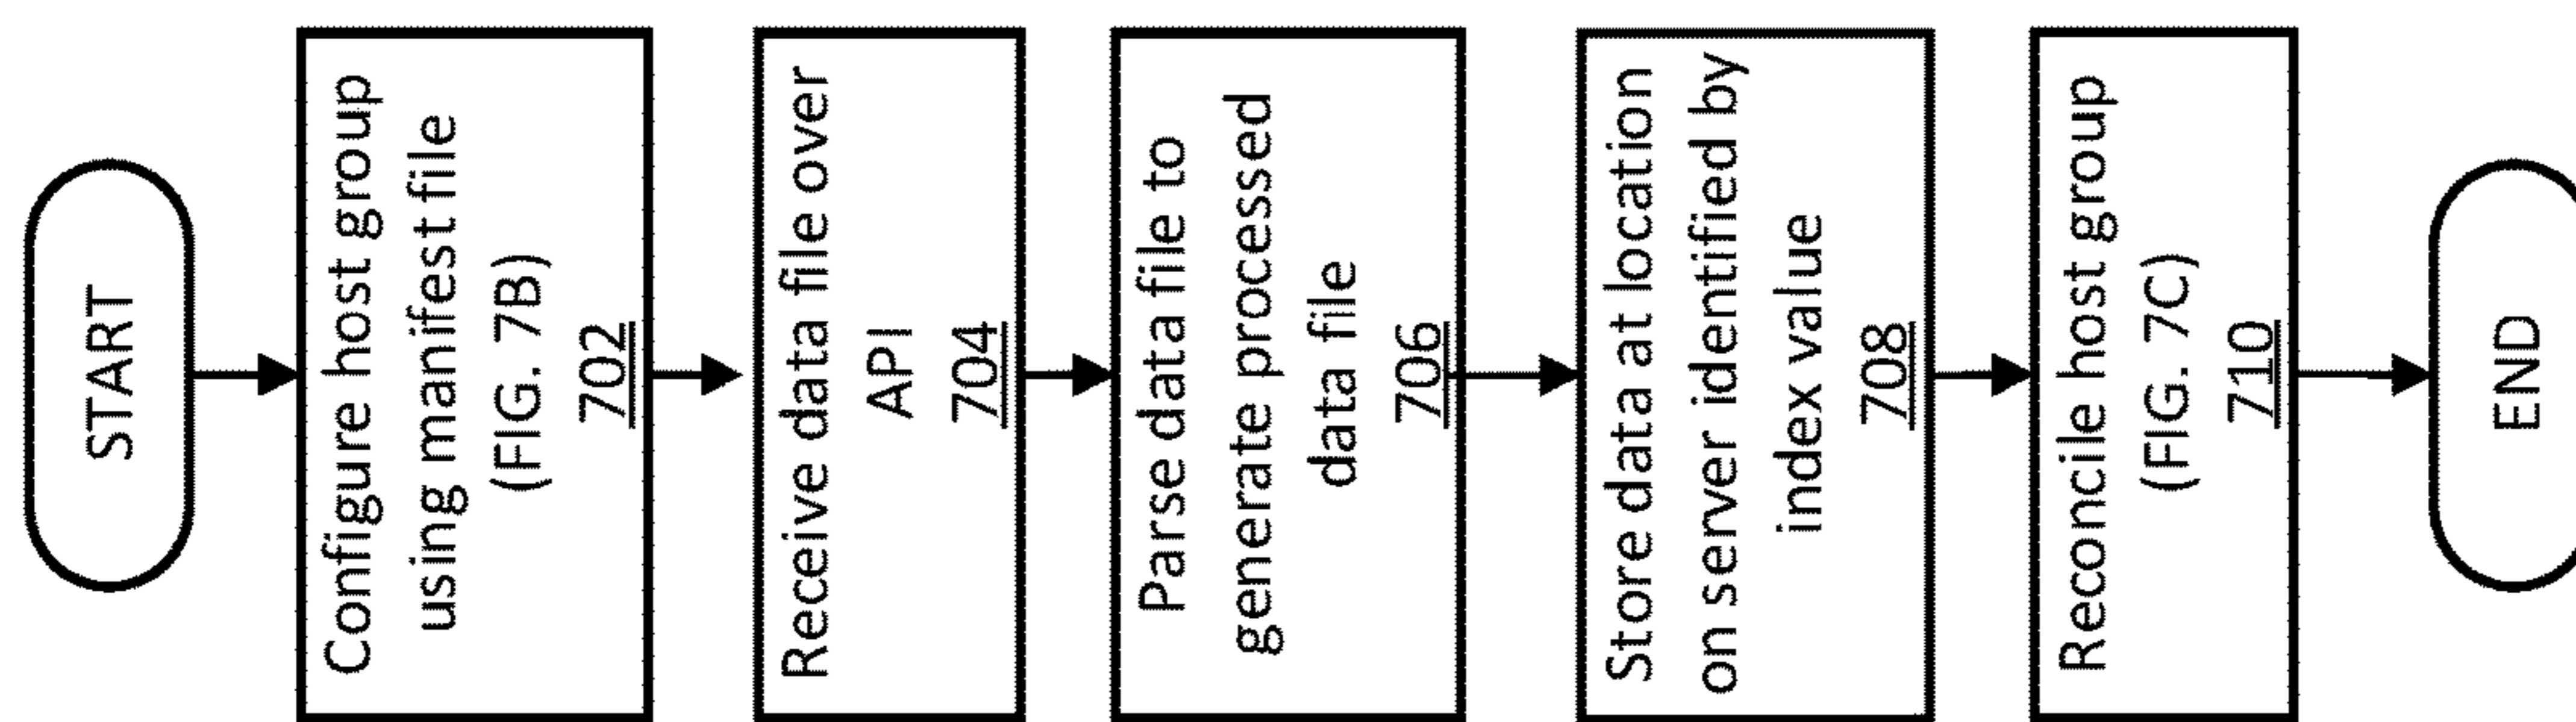 START
Configure host group
using manifest file
(FIG. 7B)
702
Receive data file over
API
704
Parse data file to
generate processed
data file
706
Store data at location
on server identified by
index value
708
Reconcile host group
(FIG. 7C)
710
END